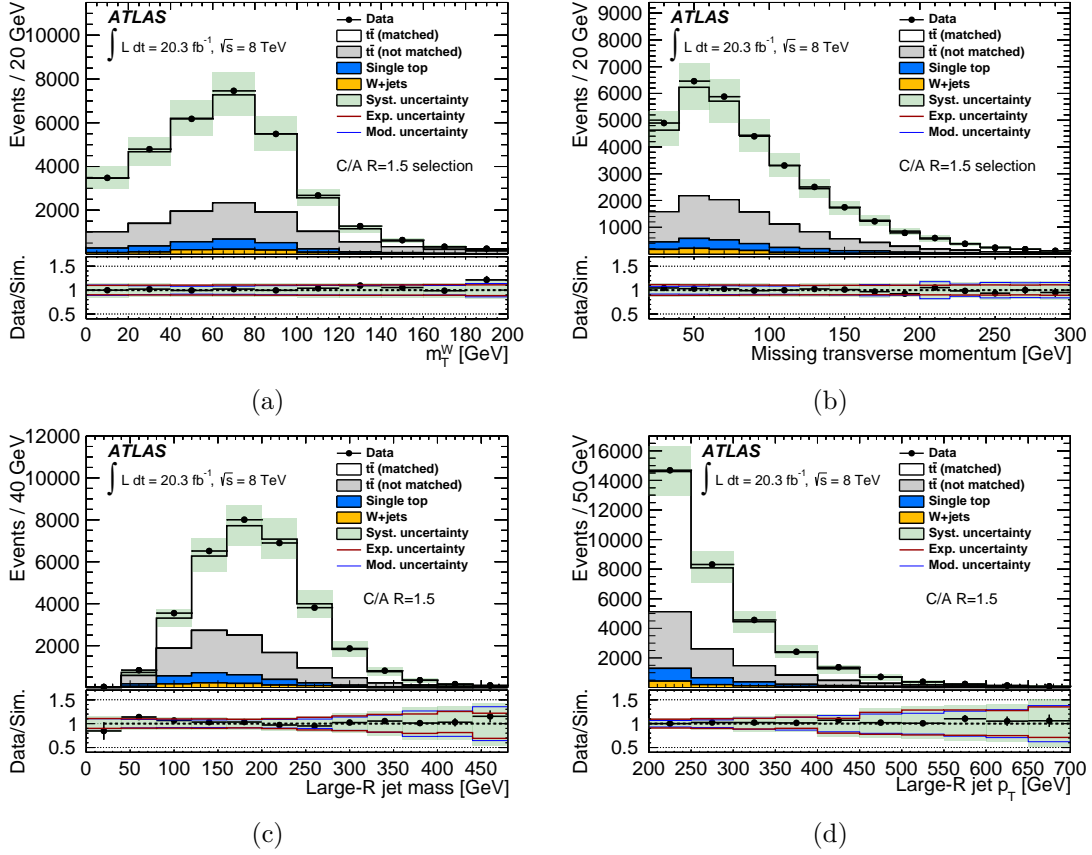 ATLAS
∫ L dt = 20.3 fb⁻¹, √s = 8 TeV
Data
tt̄ (matched)
tt̄ (not matched)
Single top
W+jets
Syst. uncertainty
Exp. uncertainty
Mod. uncertainty
C/A R=1.5 selection
Events / 20 GeV
10000
8000
6000
4000
2000
Data/Sim.
1.5
1
0.5
0 20 40 60 80 100 120 140 160 180 200
m_T^W [GeV]
(a)
ATLAS
∫ L dt = 20.3 fb⁻¹, √s = 8 TeV
Data
tt̄ (matched)
tt̄ (not matched)
Single top
W+jets
Syst. uncertainty
Exp. uncertainty
Mod. uncertainty
C/A R=1.5 selection
Events / 20 GeV
9000
8000
7000
6000
5000
4000
3000
2000
1000
Data/Sim.
1.5
1
0.5
50 100 150 200 250 300
Missing transverse momentum [GeV]
(b)
ATLAS
∫ L dt = 20.3 fb⁻¹, √s = 8 TeV
Data
tt̄ (matched)
tt̄ (not matched)
Single top
W+jets
Syst. uncertainty
Exp. uncertainty
Mod. uncertainty
C/A R=1.5
Events / 40 GeV
12000
10000
8000
6000
4000
2000
Data/Sim.
1.5
1
0.5
0 50 100 150 200 250 300 350 400 450
Large-R jet mass [GeV]
(c)
ATLAS
∫ L dt = 20.3 fb⁻¹, √s = 8 TeV
Data
tt̄ (matched)
tt̄ (not matched)
Single top
W+jets
Syst. uncertainty
Exp. uncertainty
Mod. uncertainty
C/A R=1.5
Events / 50 GeV
16000
14000
12000
10000
8000
6000
4000
2000
Data/Sim.
1.5
1
0.5
200 250 300 350 400 450 500 550 600 650 700
Large-R jet p_T [GeV]
(d)